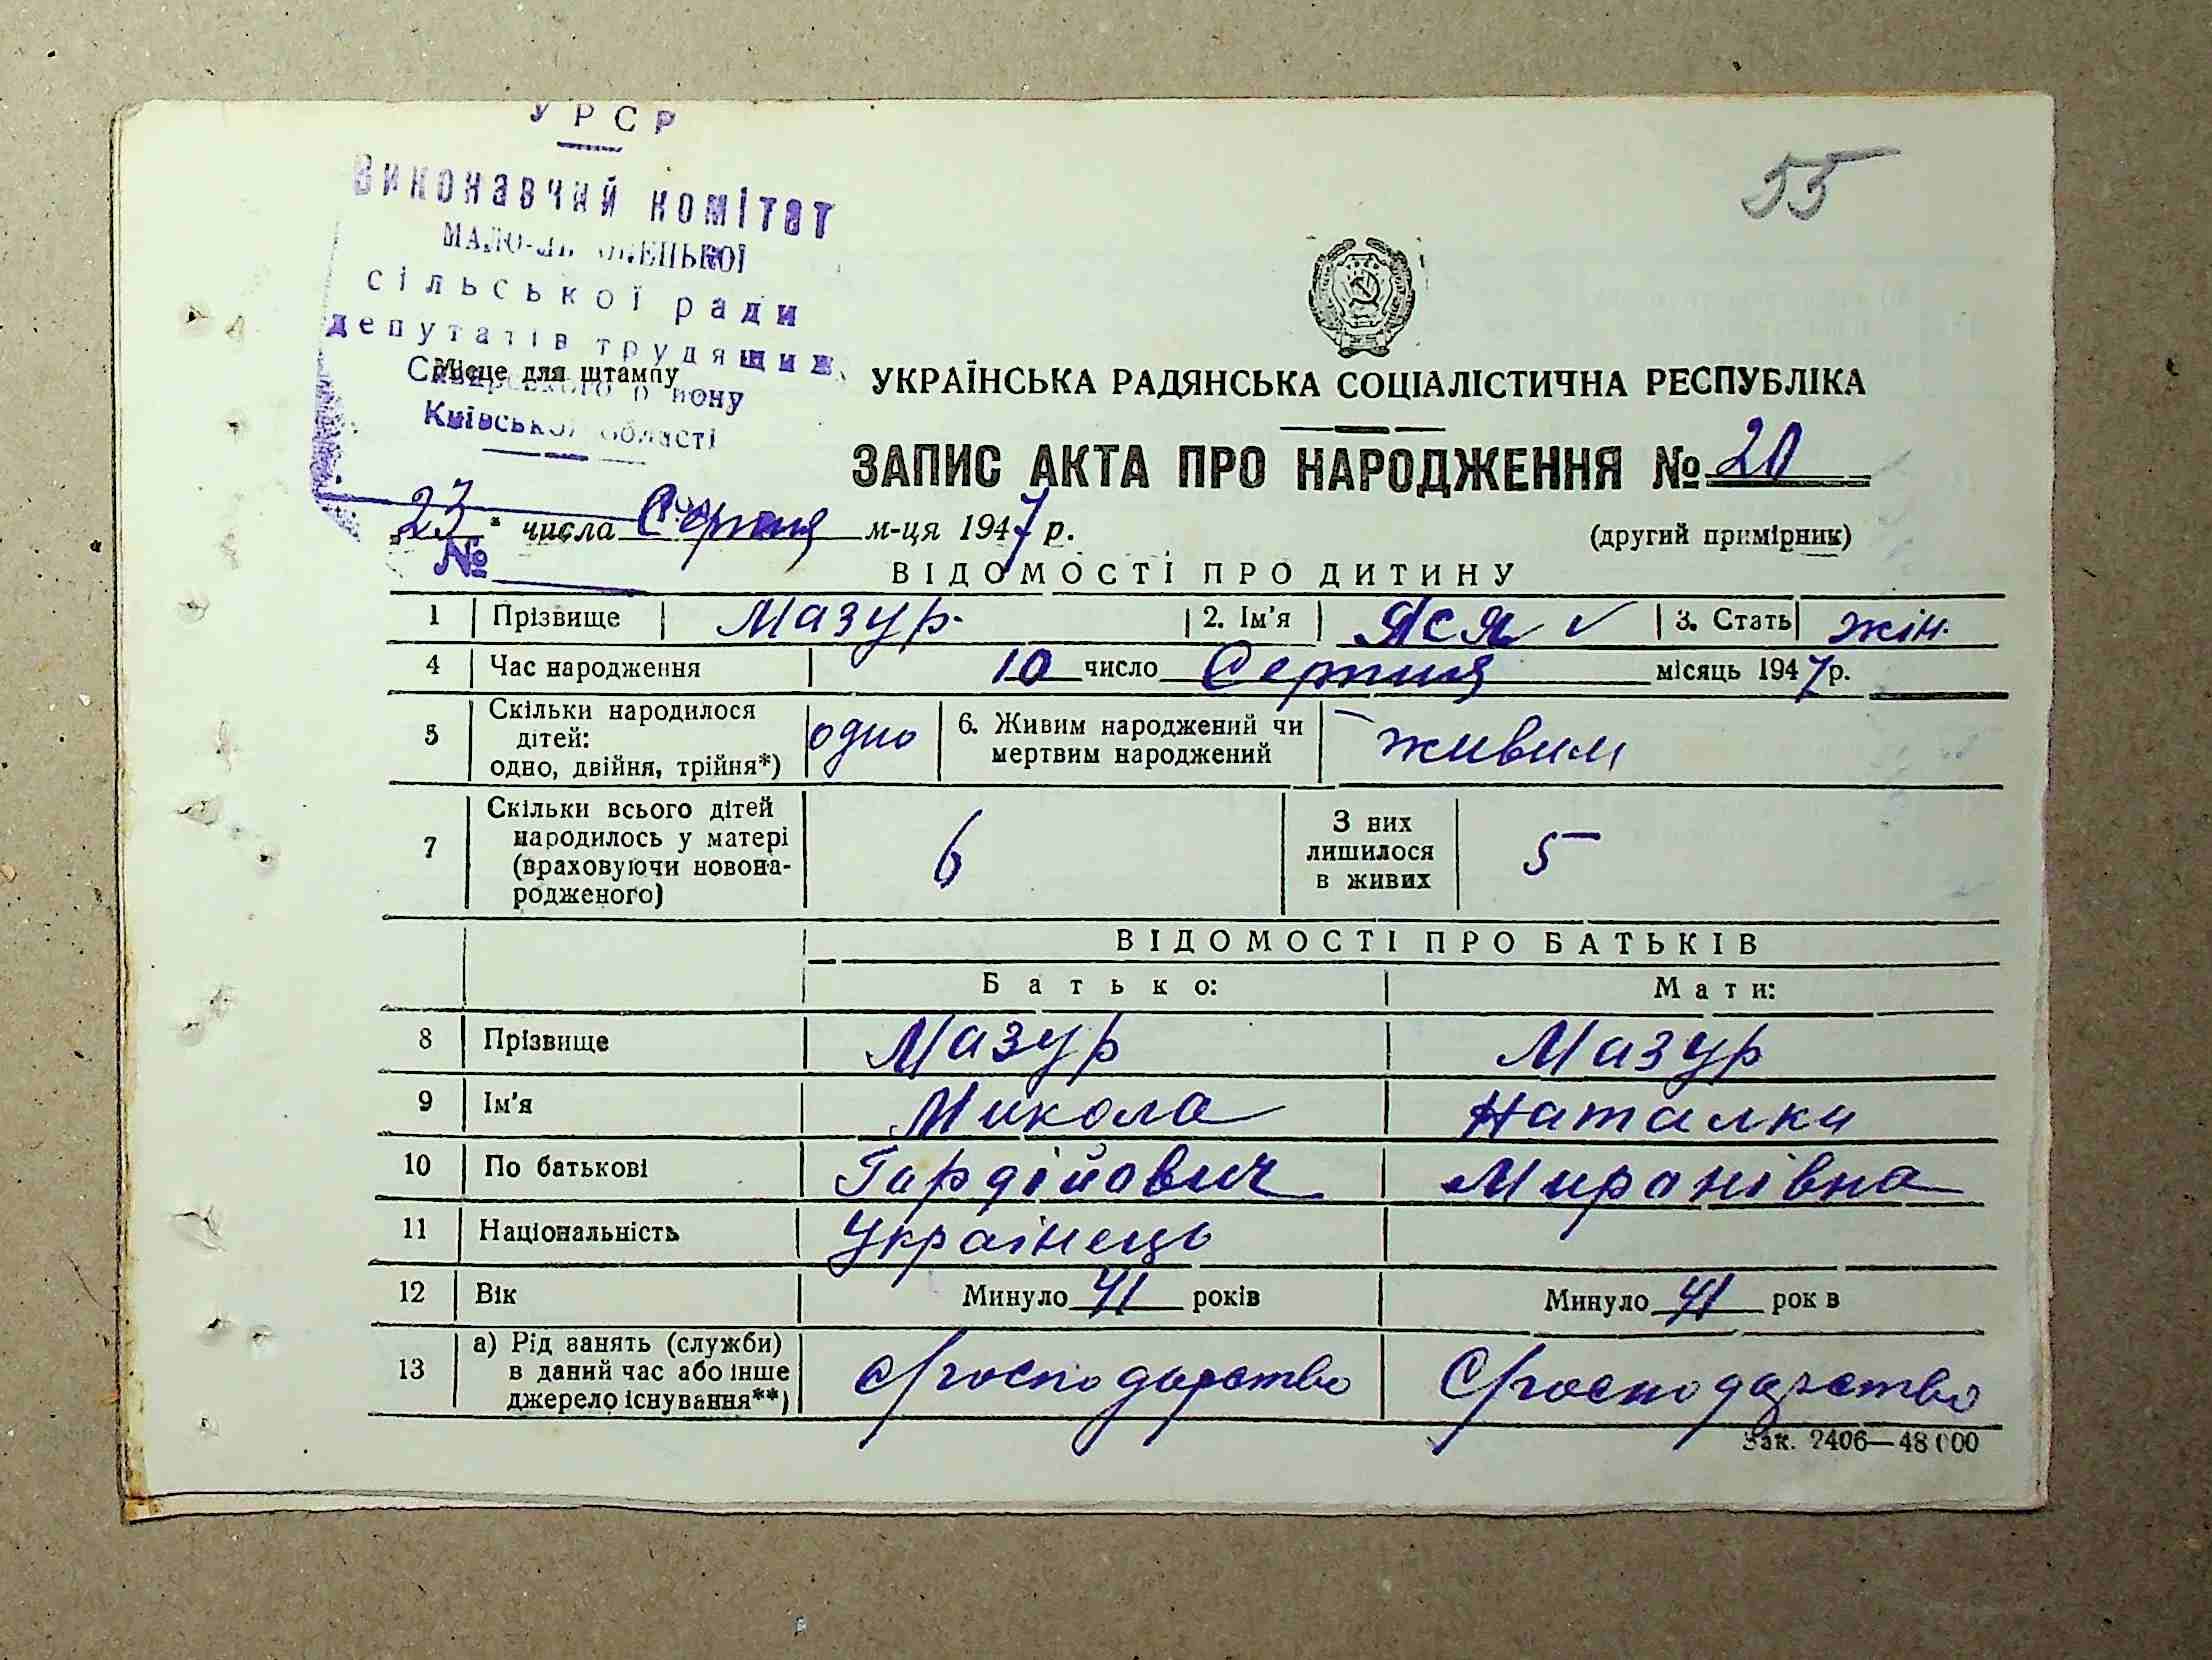 УРСР
Виконавчий комітет
сільської ради
депутатів трудящих
Місце для штампу
Київської області
№
55
УКРАЇНСЬКА РАДЯНСЬКА СОЦІАЛІСТИЧНА РЕСПУБЛІКА
ЗАПИС АКТА ПРО НАРОДЖЕННЯ № 20
„23" числа Серпня м-ця 1947 р.
(другий примірник)
ВІДОМОСТІ ПРО ДИТИНУ
1 Прізвище Мазур 2. Ім'я Яся ✓ 3. Стать жін.
4 Час народження 10 число Серпня місяць 1947 р.
5 Скільки народилося дітей: одно, двійня, трійня*) одно 6. Живим народжений чи мертвим народжений живим
7 Скільки всього дітей народилось у матері (враховуючи новонародженого) 6 З них лишилося в живих 5
ВІДОМОСТІ ПРО БАТЬКІВ
Батько: Мати:
8 Прізвище Мазур Мазур
9 Ім'я Микола Наталки
10 По батькові Гордійович Миронівна
11 Національність Українець
12 Вік Минуло 41 років Минуло 41 рок в
13 а) Рід занять (служби) в даний час або інше джерело існування**) с/господарство с/господарство
Зак. 2406—48000